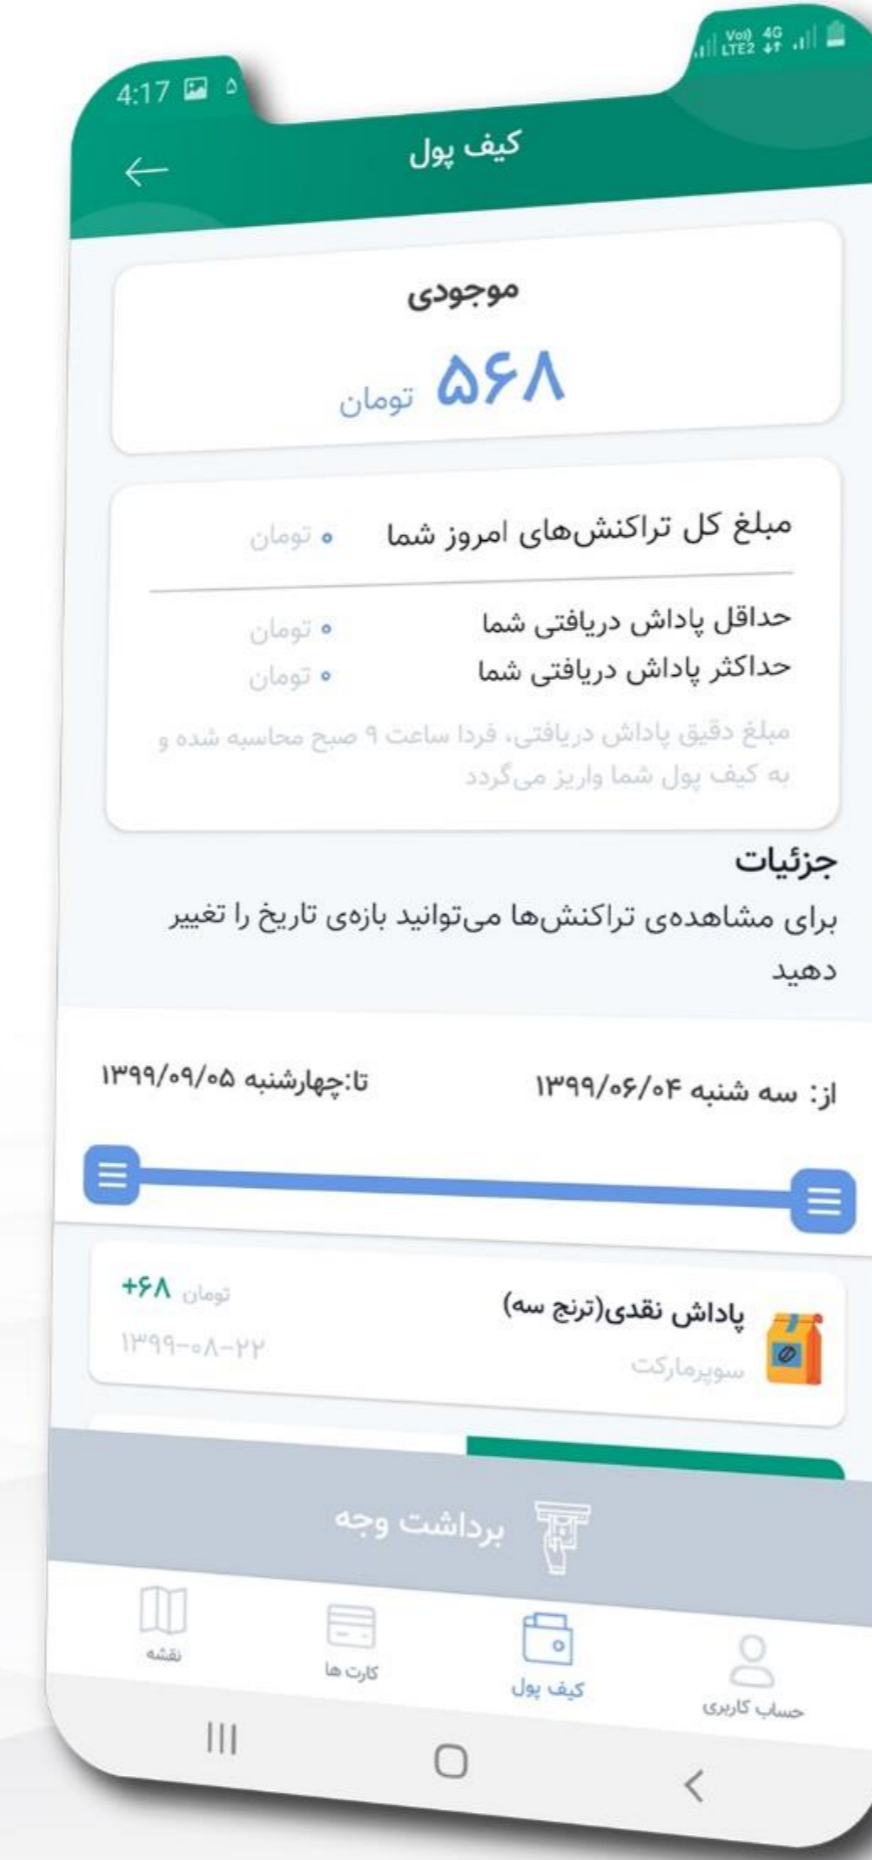 4:17
Vo)) 4G
LTE2
کیف پول
موجودی
۵۶۸ تومان
مبلغ کل تراکنش‌های امروز شما ۰ تومان
حداقل پاداش دریافتی شما ۰ تومان
حداکثر پاداش دریافتی شما ۰ تومان
مبلغ دقیق پاداش دریافتی، فردا ساعت ۹ صبح محاسبه شده و
به کیف پول شما واریز می‌گردد
جزئیات
برای مشاهده‌ی تراکنش‌ها می‌توانید بازه‌ی تاریخ را تغییر
دهید
از: سه شنبه ۱۳۹۹/۰۶/۰۴ تا:چهارشنبه ۱۳۹۹/۰۹/۰۵
پاداش نقدی(ترنج سه) تومان +۶۸
سوپرمارکت ۱۳۹۹-۰۸-۲۲
برداشت وجه
حساب کاربری کیف پول کارت ها نقشه